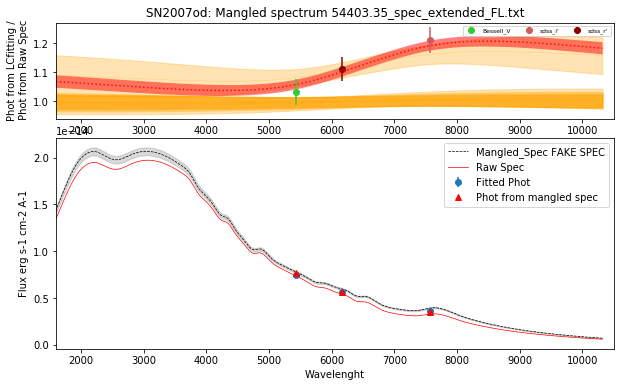 SN2007od: Mangled spectrum 54403.35_spec_extended_FL.txt
Phot from LCfitting /
Phot from Raw Spec
1.2
1.1
1.0
Bessell_V
sdss_i'
sdss_r'
2000 3000 4000 5000 6000 7000 8000 9000 10000
1e−14
Flux erg s-1 cm-2 A-1
2.0
1.5
1.0
0.5
0.0
Mangled_Spec FAKE SPEC
Raw Spec
Fitted Phot
Phot from mangled spec
2000 3000 4000 5000 6000 7000 8000 9000 10000
Wavelenght